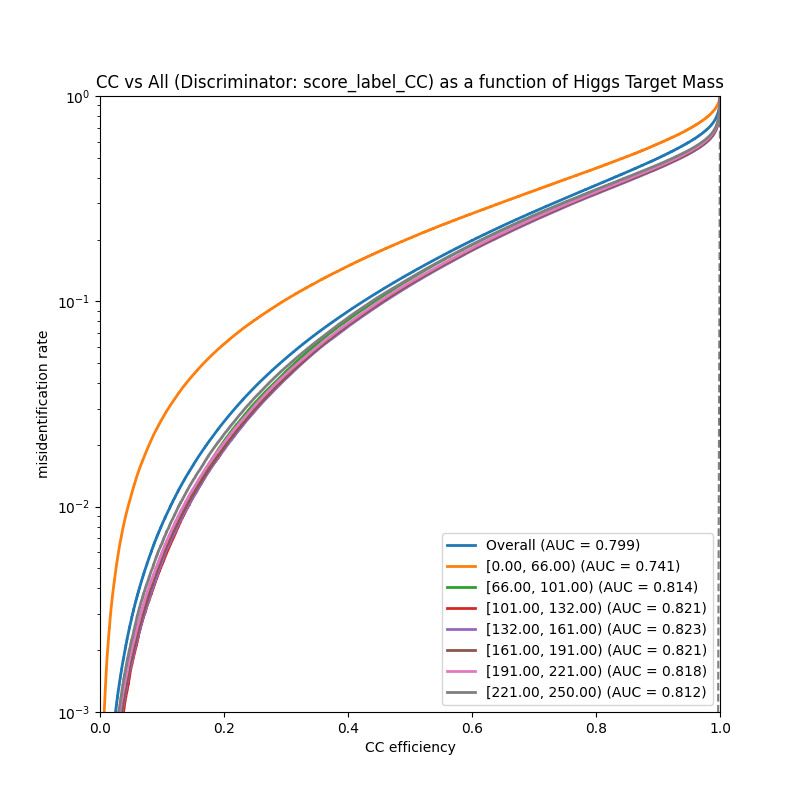 CC vs All (Discriminator: score_label_CC) as a function of Higgs Target Mass
10⁰
10⁻¹
10⁻²
10⁻³
misidentification rate
0.0 0.2 0.4 0.6 0.8 1.0
CC efficiency
Overall (AUC = 0.799)
[0.00, 66.00) (AUC = 0.741)
[66.00, 101.00) (AUC = 0.814)
[101.00, 132.00) (AUC = 0.821)
[132.00, 161.00) (AUC = 0.823)
[161.00, 191.00) (AUC = 0.821)
[191.00, 221.00) (AUC = 0.818)
[221.00, 250.00) (AUC = 0.812)